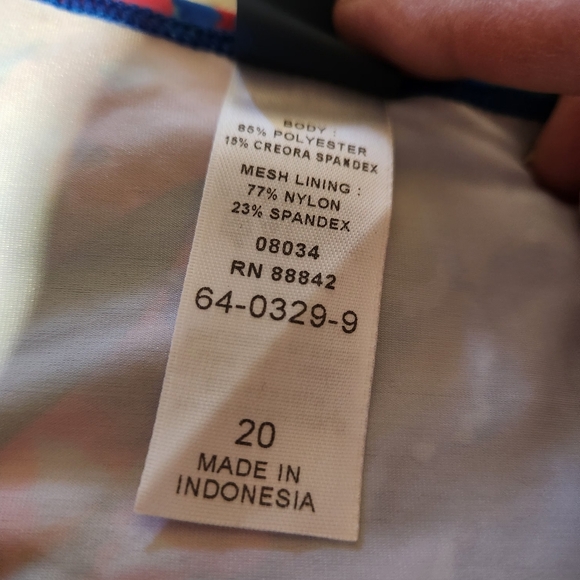 BODY :
85% POLYESTER
15% CREORA SPANDEX
MESH LINING :
77% NYLON
23% SPANDEX
08034
RN 88842
64-0329-9
20
MADE IN
INDONESIA